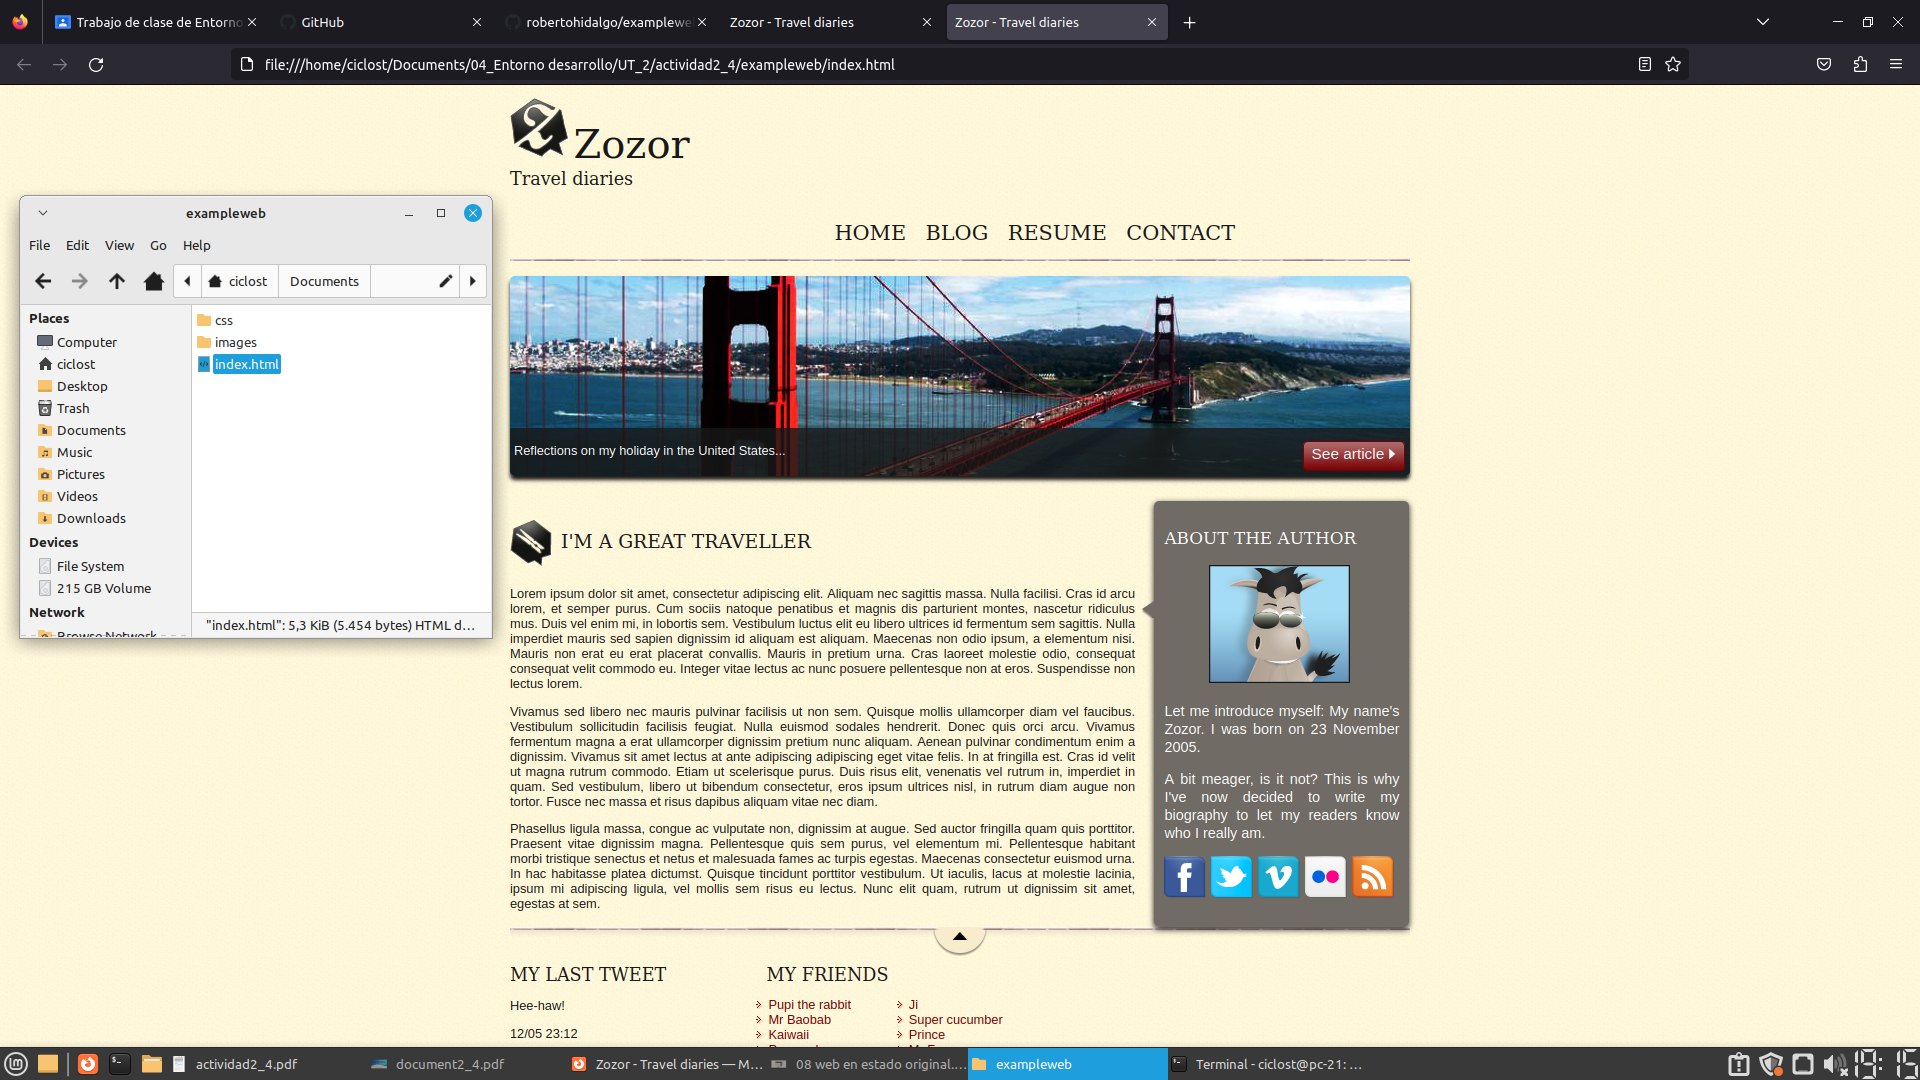 Trabajo de clase de Entorno
GitHub
robertohidalgo/examplewe
Zozor - Travel diaries
Zozor - Travel diaries
file:///home/ciclost/Documents/04_Entorno desarrollo/UT_2/actividad2_4/exampleweb/index.html
Zozor
Travel diaries
HOME BLOG RESUME CONTACT
exampleweb
File Edit View Go Help
ciclost Documents
Places
Computer
ciclost
Desktop
Trash
Documents
Music
Pictures
Videos
Downloads
Devices
File System
215 GB Volume
Network
Browse Network
css
images
index.html
"index.html": 5,3 KiB (5.454 bytes) HTML d...
Reflections on my holiday in the United States...
See article
I'M A GREAT TRAVELLER
Lorem ipsum dolor sit amet, consectetur adipiscing elit. Aliquam nec sagittis massa. Nulla facilisi. Cras id arcu
lorem, et semper purus. Cum sociis natoque penatibus et magnis dis parturient montes, nascetur ridiculus
mus. Duis vel enim mi, in lobortis sem. Vestibulum luctus elit eu libero ultrices id fermentum sem sagittis. Nulla
imperdiet mauris sed sapien dignissim id aliquam est aliquam. Maecenas non odio ipsum, a elementum nisi.
Mauris non erat eu erat placerat convallis. Mauris in pretium urna. Cras laoreet molestie odio, consequat
consequat velit commodo eu. Integer vitae lectus ac nunc posuere pellentesque non at eros. Suspendisse non
lectus lorem.
Vivamus sed libero nec mauris pulvinar facilisis ut non sem. Quisque mollis ullamcorper diam vel faucibus.
Vestibulum sollicitudin facilisis feugiat. Nulla euismod sodales hendrerit. Donec quis orci arcu. Vivamus
fermentum magna a erat ullamcorper dignissim pretium nunc aliquam. Aenean pulvinar condimentum enim a
dignissim. Vivamus sit amet lectus at ante adipiscing adipiscing eget vitae felis. In at fringilla est. Cras id velit
ut magna rutrum commodo. Etiam ut scelerisque purus. Duis risus elit, venenatis vel rutrum in, imperdiet in
quam. Sed vestibulum, libero ut bibendum consectetur, eros ipsum ultrices nisl, in rutrum diam augue non
tortor. Fusce nec massa et risus dapibus aliquam vitae nec diam.
Phasellus ligula massa, congue ac vulputate non, dignissim at augue. Sed auctor fringilla quam quis porttitor.
Praesent vitae dignissim magna. Pellentesque quis sem purus, vel elementum mi. Pellentesque habitant
morbi tristique senectus et netus et malesuada fames ac turpis egestas. Maecenas consectetur euismod urna.
In hac habitasse platea dictumst. Quisque tincidunt porttitor vestibulum. Ut iaculis, lacus at molestie lacinia,
ipsum mi adipiscing ligula, vel mollis sem risus eu lectus. Nunc elit quam, rutrum ut dignissim sit amet,
egestas at sem.
ABOUT THE AUTHOR
Let me introduce myself: My name's
Zozor. I was born on 23 November
2005.
A bit meager, is it not? This is why
I've now decided to write my
biography to let my readers know
who I really am.
MY LAST TWEET
Hee-haw!
12/05 23:12
MY FRIENDS
Pupi the rabbit
Mr Baobab
Kaiwaii
Ji
Super cucumber
Prince
actividad2_4.pdf
document2_4.pdf
Zozor - Travel diaries — M...
08 web en estado original....
exampleweb
Terminal - ciclost@pc-21: ...
19:15